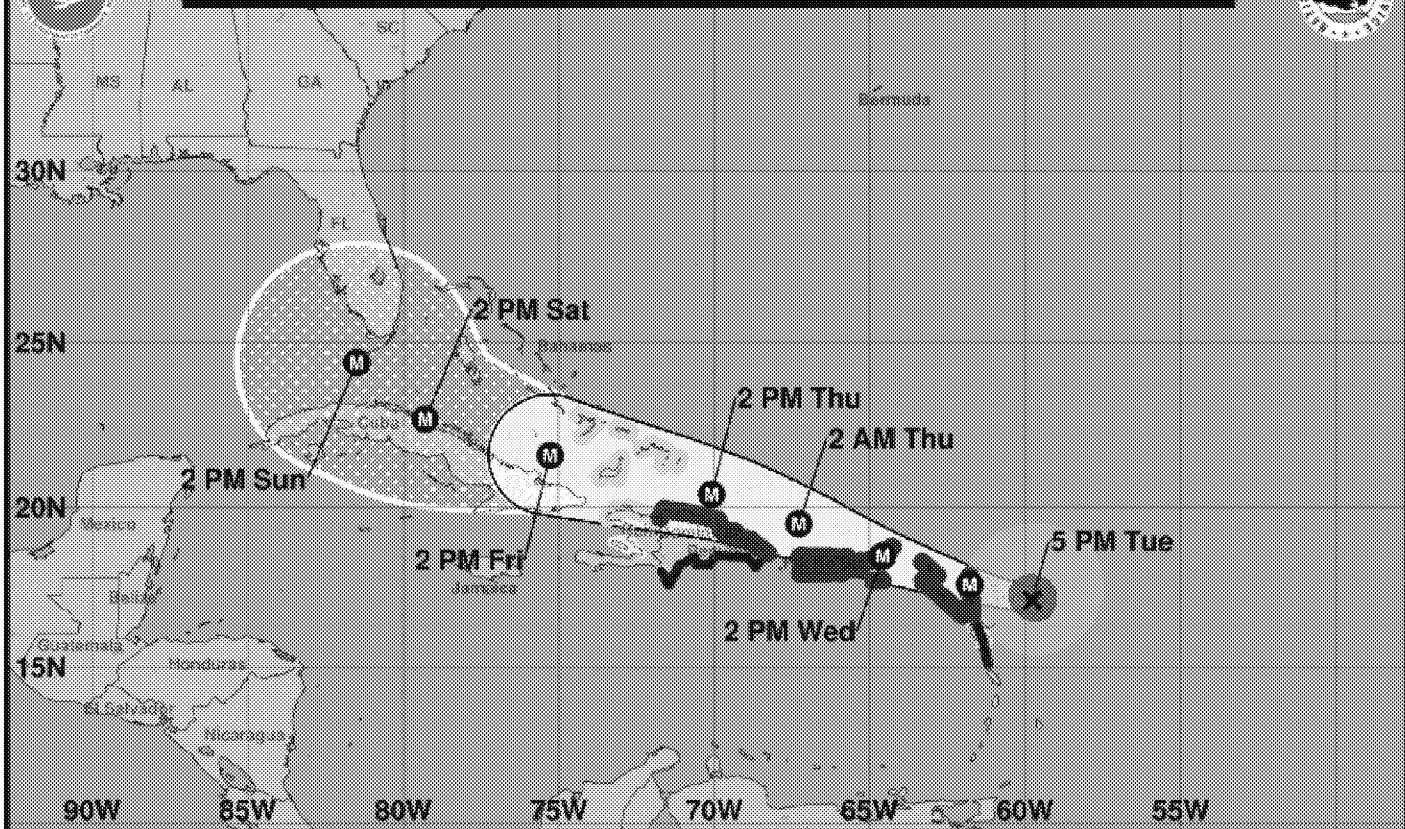 SC
MS
AL
GA
Bermuda
30N
FL
2 PM Sat
25N
Bahamas
M
2 PM Thu
Cuba
M
2 AM Thu
M
2 PM Sun
M
20N
M
Mexico
5 PM Tue
2 PM Fri
M
M
Jamaica
Belize
2 PM Wed
Guatemala
15N
Honduras
El Salvador
Nicaragua
90W
85W
80W
75W
70W
65W
60W
55W